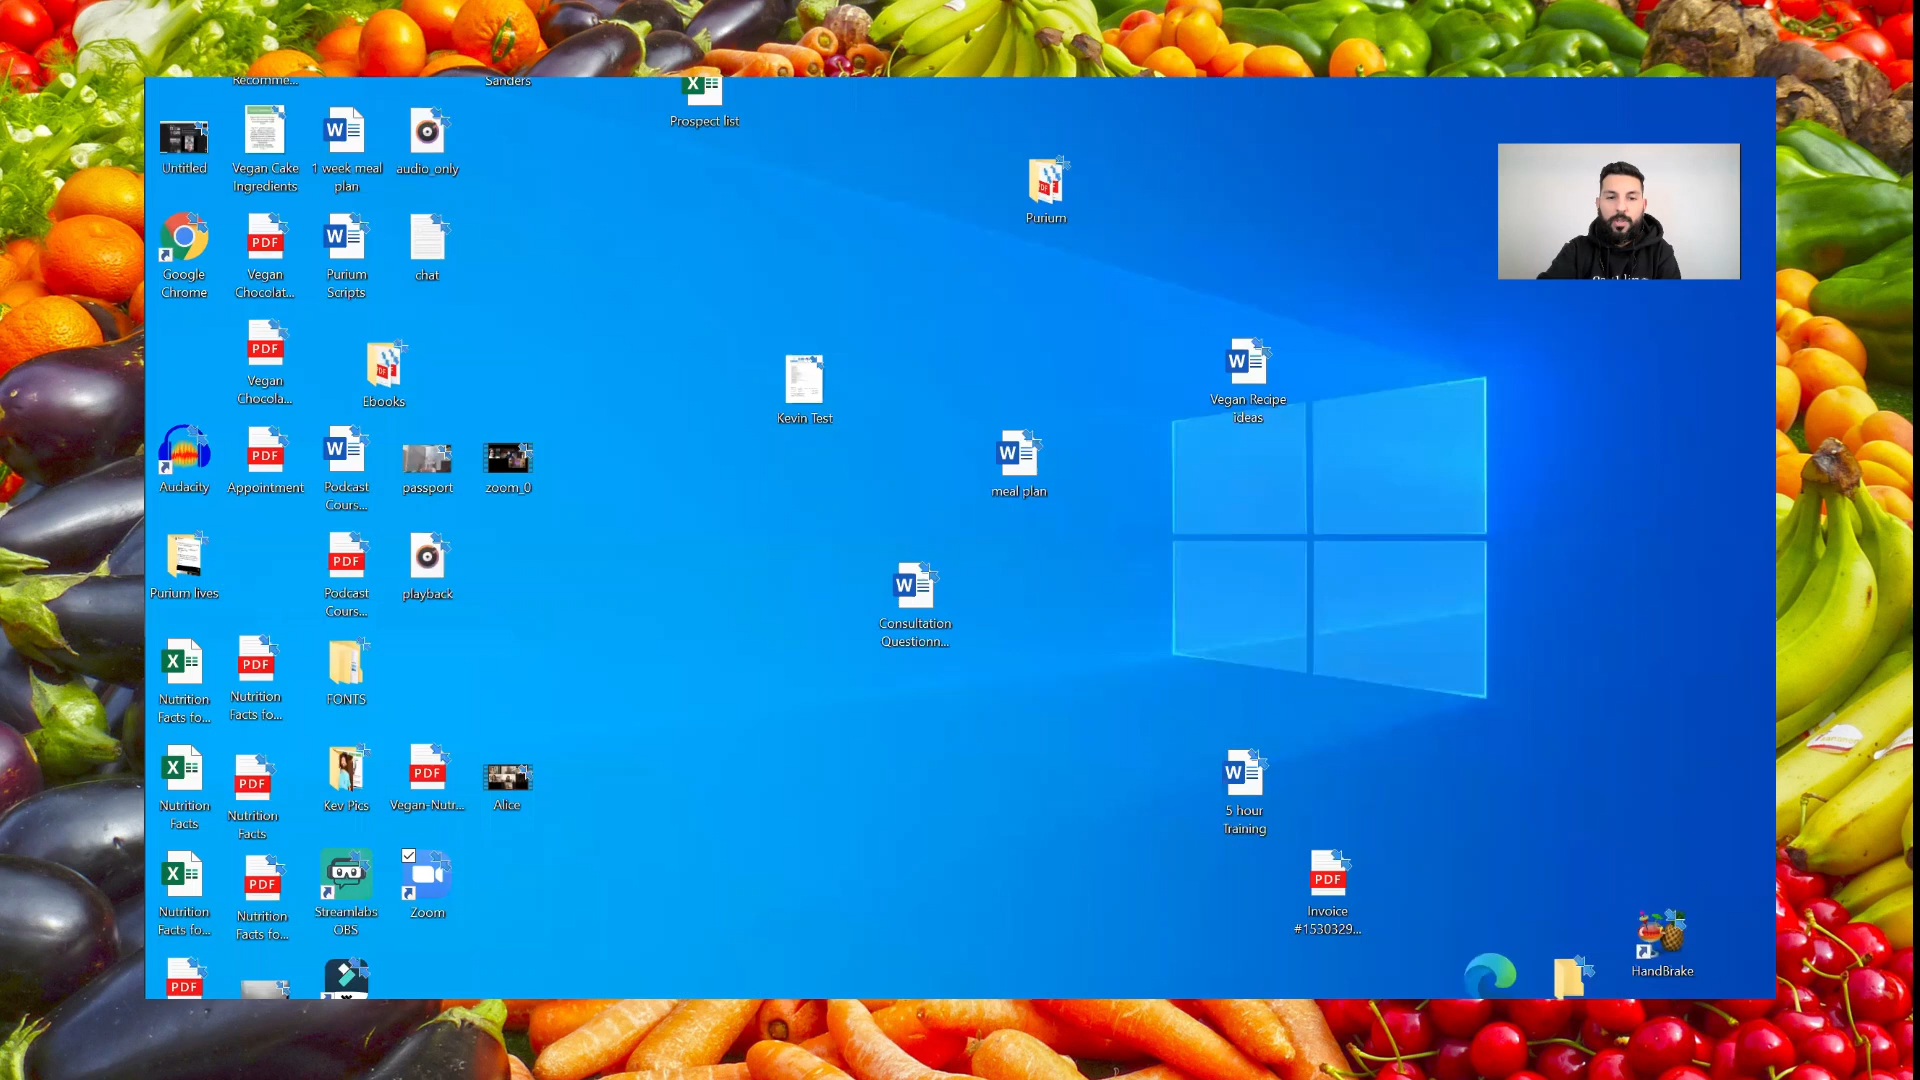 Recomme...
Sanders
Prospect list
Untitled
Vegan Cake
Ingredients
1 week meal
plan
audio_only
Purium
Google
Chrome
PDF
Vegan
Chocolat...
Purium
Scripts
chat
PDF
Vegan
Chocola...
PDF
Ebooks
Kevin Test
Vegan Recipe
ideas
Audacity
PDF
Appointment
Podcast
Cours...
passport
zoom_0
meal plan
Purium lives
PDF
Podcast
Cours...
playback
Consultation
Questionn...
Nutrition
Facts fo...
PDF
Nutrition
Facts fo...
FONTS
Nutrition
Facts
PDF
Nutrition
Facts
Kev Pics
PDF
Vegan-Nutr...
Alice
5 hour
Training
Nutrition
Facts fo...
PDF
Nutrition
Facts fo...
Streamlabs
OBS
Zoom
PDF
Invoice
#1530329...
HandBrake
PDF